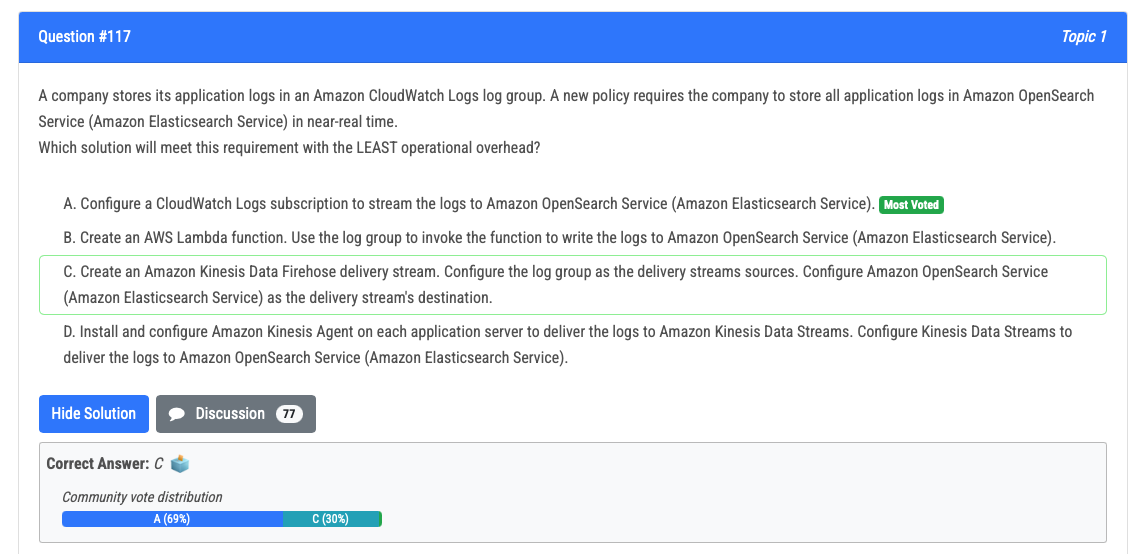 Question #117
Topic 1
A company stores its application logs in an Amazon CloudWatch Logs log group. A new policy requires the company to store all application logs in Amazon OpenSearch
Service (Amazon Elasticsearch Service) in near-real time.
Which solution will meet this requirement with the LEAST operational overhead?
A. Configure a CloudWatch Logs subscription to stream the logs to Amazon OpenSearch Service (Amazon Elasticsearch Service). Most Voted
B. Create an AWS Lambda function. Use the log group to invoke the function to write the logs to Amazon OpenSearch Service (Amazon Elasticsearch Service).
C. Create an Amazon Kinesis Data Firehose delivery stream. Configure the log group as the delivery streams sources. Configure Amazon OpenSearch Service
(Amazon Elasticsearch Service) as the delivery stream's destination.
D. Install and configure Amazon Kinesis Agent on each application server to deliver the logs to Amazon Kinesis Data Streams. Configure Kinesis Data Streams to
deliver the logs to Amazon OpenSearch Service (Amazon Elasticsearch Service).
Hide Solution
Discussion 77
Correct Answer: C
Community vote distribution
A (69%) C (30%)